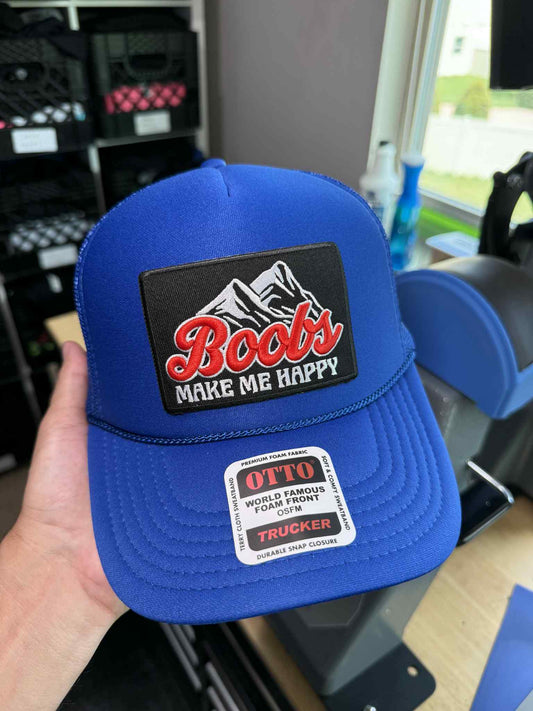 Boobs
MAKE ME HAPPY
PREMIUM FOAM FABRIC
TERRY CLOTH SWEATBAND
SOFT & COMFY SWEATBAND
OTTO
WORLD FAMOUS
FOAM FRONT
OSFM
TRUCKER
DURABLE SNAP CLOSURE